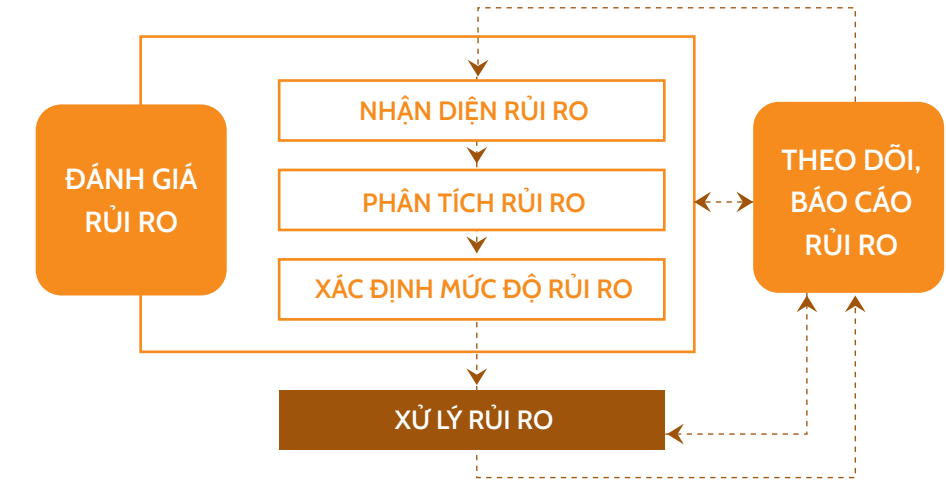 NHẬN DIỆN RỦI RO
ĐÁNH GIÁ
RỦI RO
PHÂN TÍCH RỦI RO
XÁC ĐỊNH MỨC ĐỘ RỦI RO
THEO DÕI,
BÁO CÁO
RỦI RO
XỬ LÝ RỦI RO